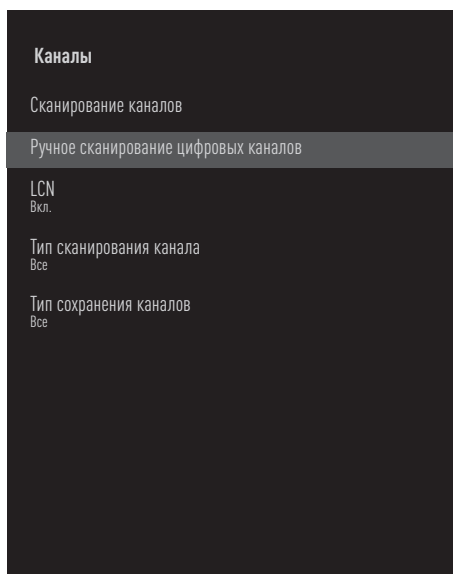 Каналы
Сканирование каналов
Ручное сканирование цифровых каналов
LCN
Вкл.
Тип сканирования канала
Все
Тип сохранения каналов
Все